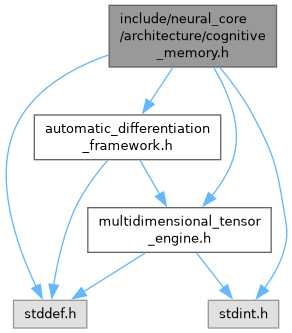 include/neural_core
/architecture/cognitive
_memory.h
automatic_differentiation
_framework.h
multidimensional_tensor
_engine.h
stddef.h
stdint.h